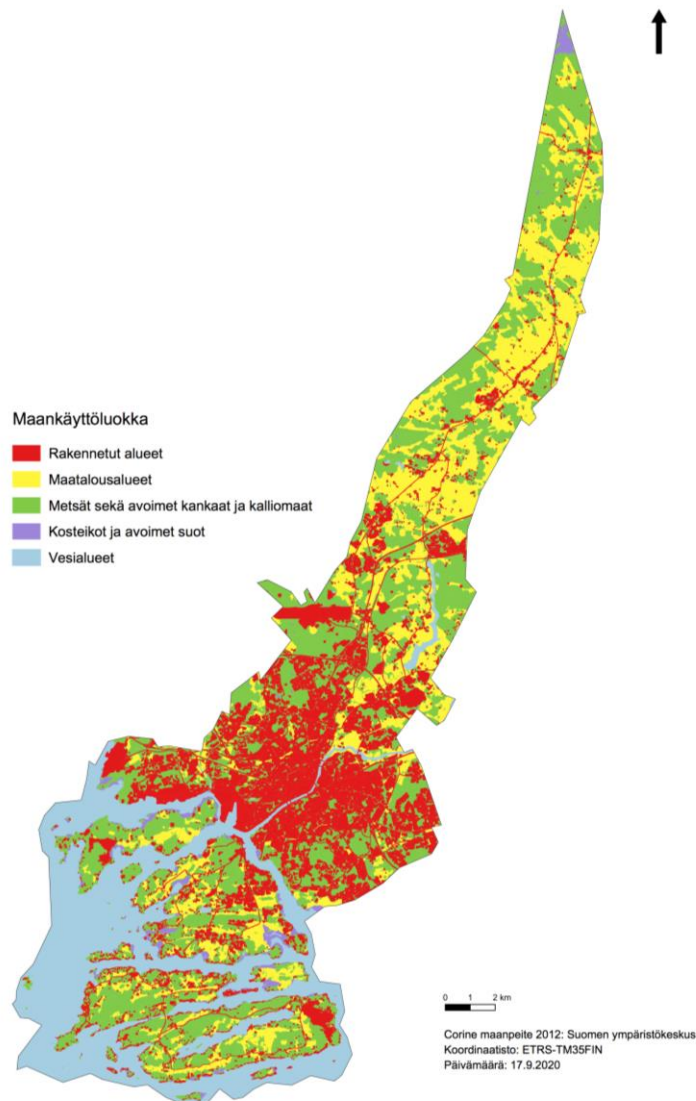 Maankäyttöluokka
Rakennetut alueet
Maatalousalueet
Metsät sekä avoimet kankaat ja kalliomaat
Kosteikot ja avoimet suot
Vesialueet
0 1 2 km
Corine maanpeite 2012: Suomen ympäristökeskus
Koordinaatisto: ETRS-TM35FIN
Päivämäärä: 17.9.2020